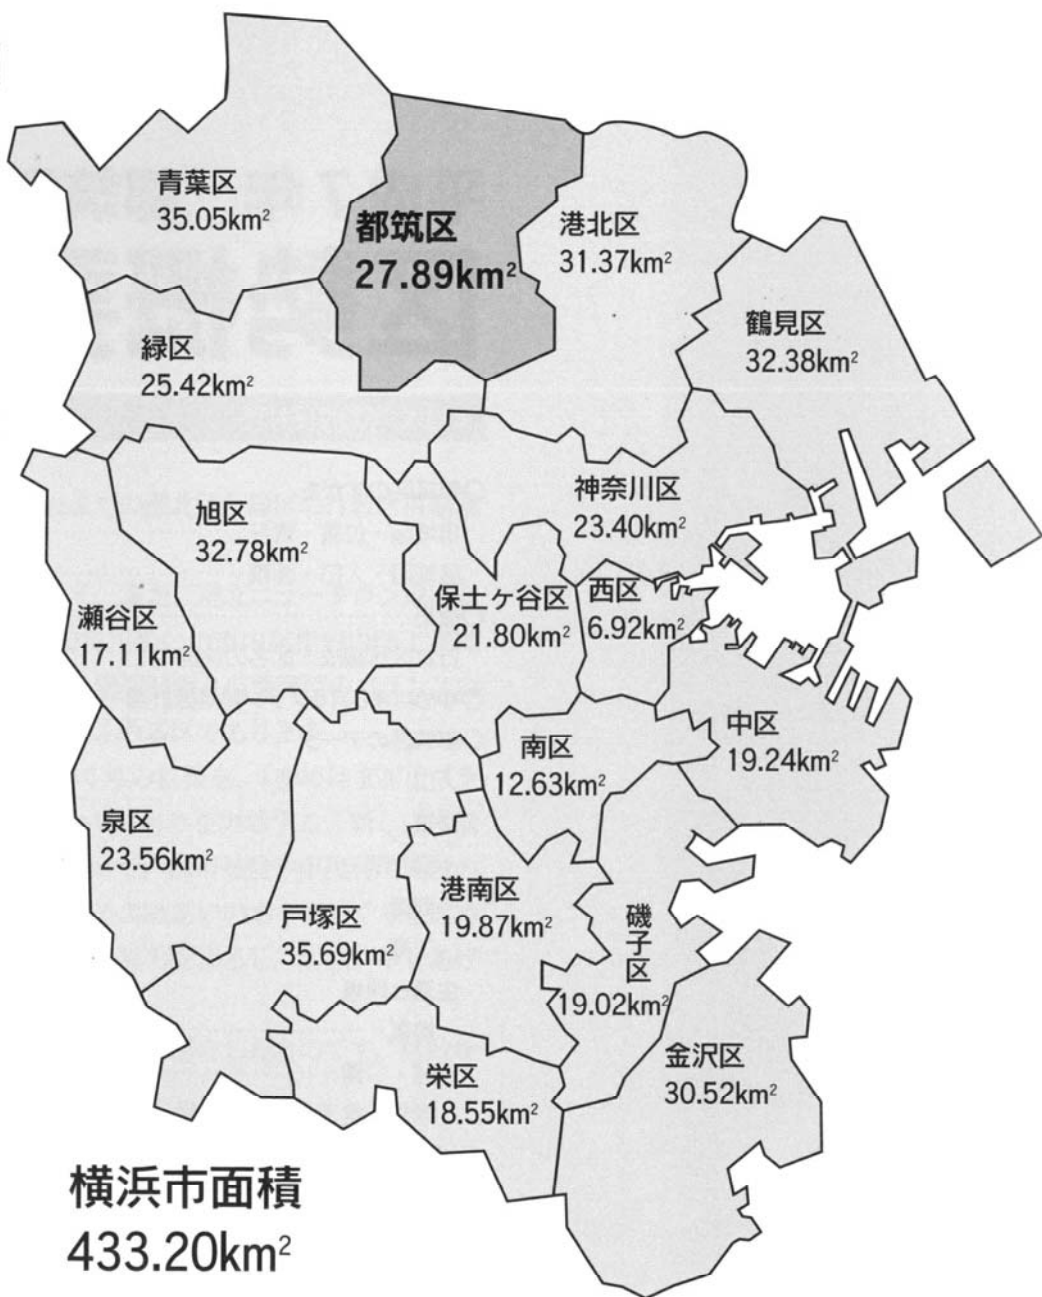 青葉区
35.05km²
都筑区
27.89km²
港北区
31.37km²
鶴見区
32.38km²
緑区
25.42km²
神奈川区
23.40km²
旭区
32.78km²
保土ヶ谷区
21.80km²
西区
6.92km²
瀬谷区
17.11km²
中区
19.24km²
南区
12.63km²
泉区
23.56km²
港南区
19.87km²
戸塚区
35.69km²
磯子区
19.02km²
金沢区
30.52km²
栄区
18.55km²
横浜市面積
433.20km²